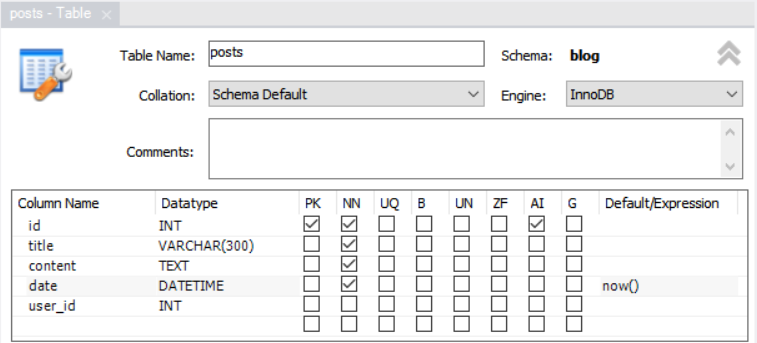 posts - Table ×
Table Name: posts Schema: blog
Collation: Schema Default Engine: InnoDB
Comments:
Column Name Datatype PK NN UQ B UN ZF AI G Default/Expression
id INT
title VARCHAR(300)
content TEXT
date DATETIME now()
user_id INT